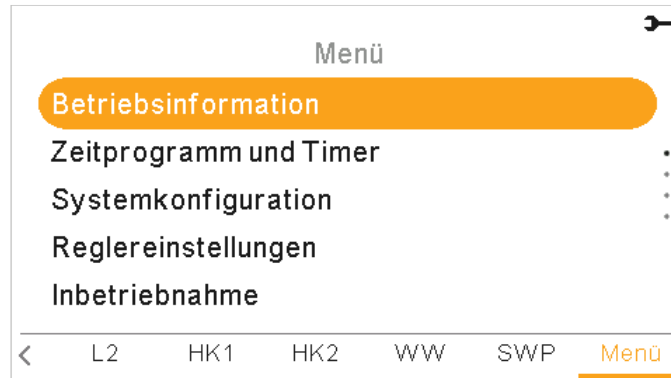 Menü
Betriebsinformation
Zeitprogramm und Timer
Systemkonfiguration
Reglereinstellungen
Inbetriebnahme
< L2 HK1 HK2 WW SWP Menü